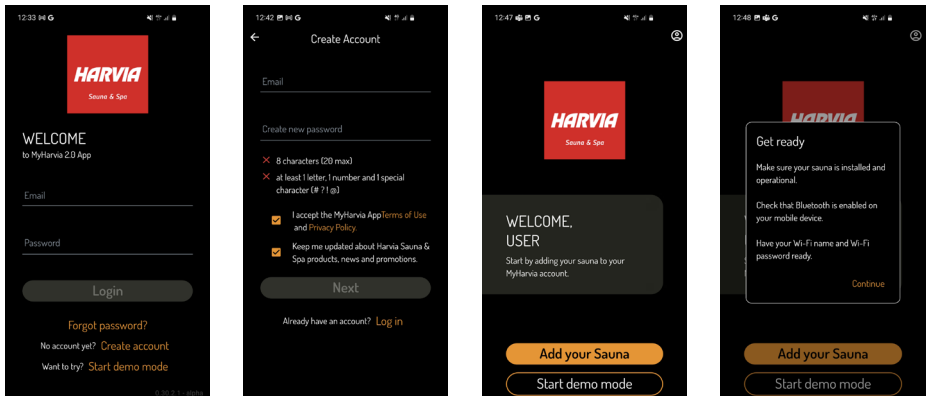 12:33
HARVIA
Sauna & Spa
WELCOME
to MyHarvia 2.0 App
Email
Password
Login
Forgot password?
No account yet? Create account
Want to try? Start demo mode
0.30.2.1 - alpha
12:42
Create Account
Email
Create new password
8 characters (20 max)
at least 1 letter, 1 number and 1 special
character (# ? ! @)
I accept the MyHarvia AppTerms of Use
and Privacy Policy.
Keep me updated about Harvia Sauna &
Spa products, news and promotions.
Next
Already have an account? Log in
12:47
HARVIA
Sauna & Spa
WELCOME,
USER
Start by adding your sauna to your
MyHarvia account.
Add your Sauna
Start demo mode
12:48
HARVIA
Get ready
Make sure your sauna is installed and
operational.
Check that Bluetooth is enabled on
your mobile device.
Have your Wi-Fi name and Wi-Fi
password ready.
Continue
Add your Sauna
Start demo mode